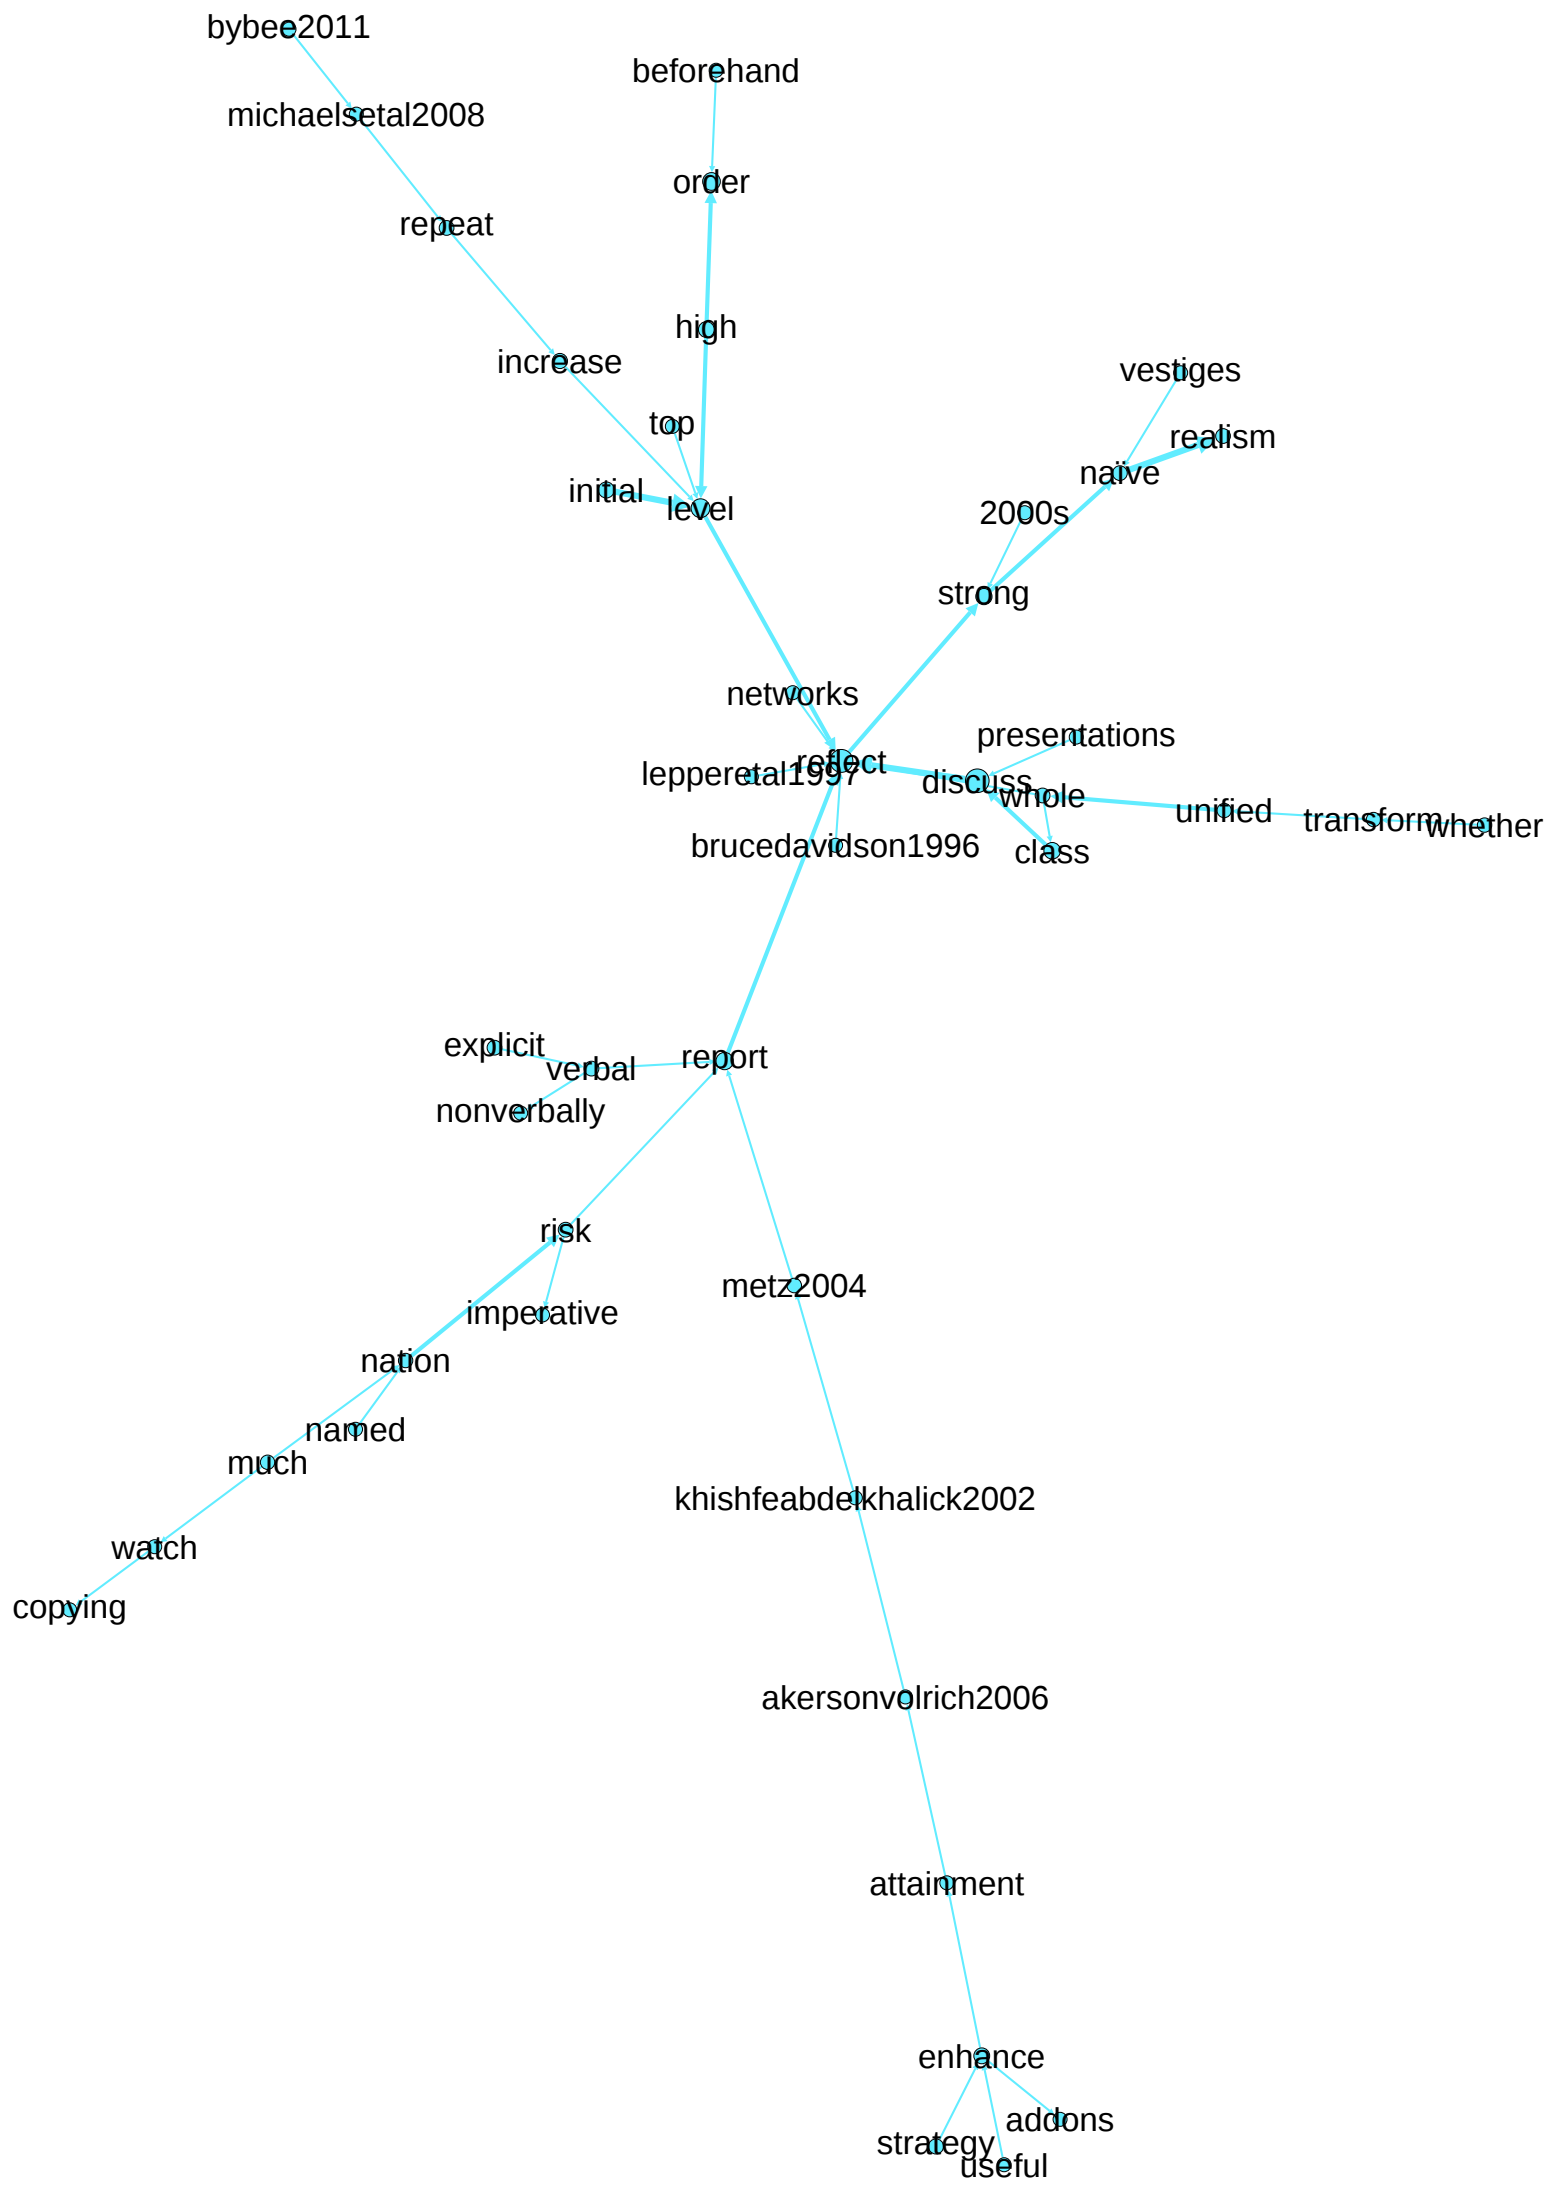 bybee2011
beforehand
michaelsetal2008
order
repeat
high
increase
vestiges
top
realism
naïve
initial
level
2000s
strong
networks
presentations
reflect
lepperetal1997
discuss
whole
unified
transform
whether
brucedavidson1996
class
explicit
verbal
report
nonverbally
risk
metz2004
imperative
nation
named
much
khishfeabdelkhalick2002
watch
copying
akersonvolrich2006
attainment
enhance
addons
strategy
useful